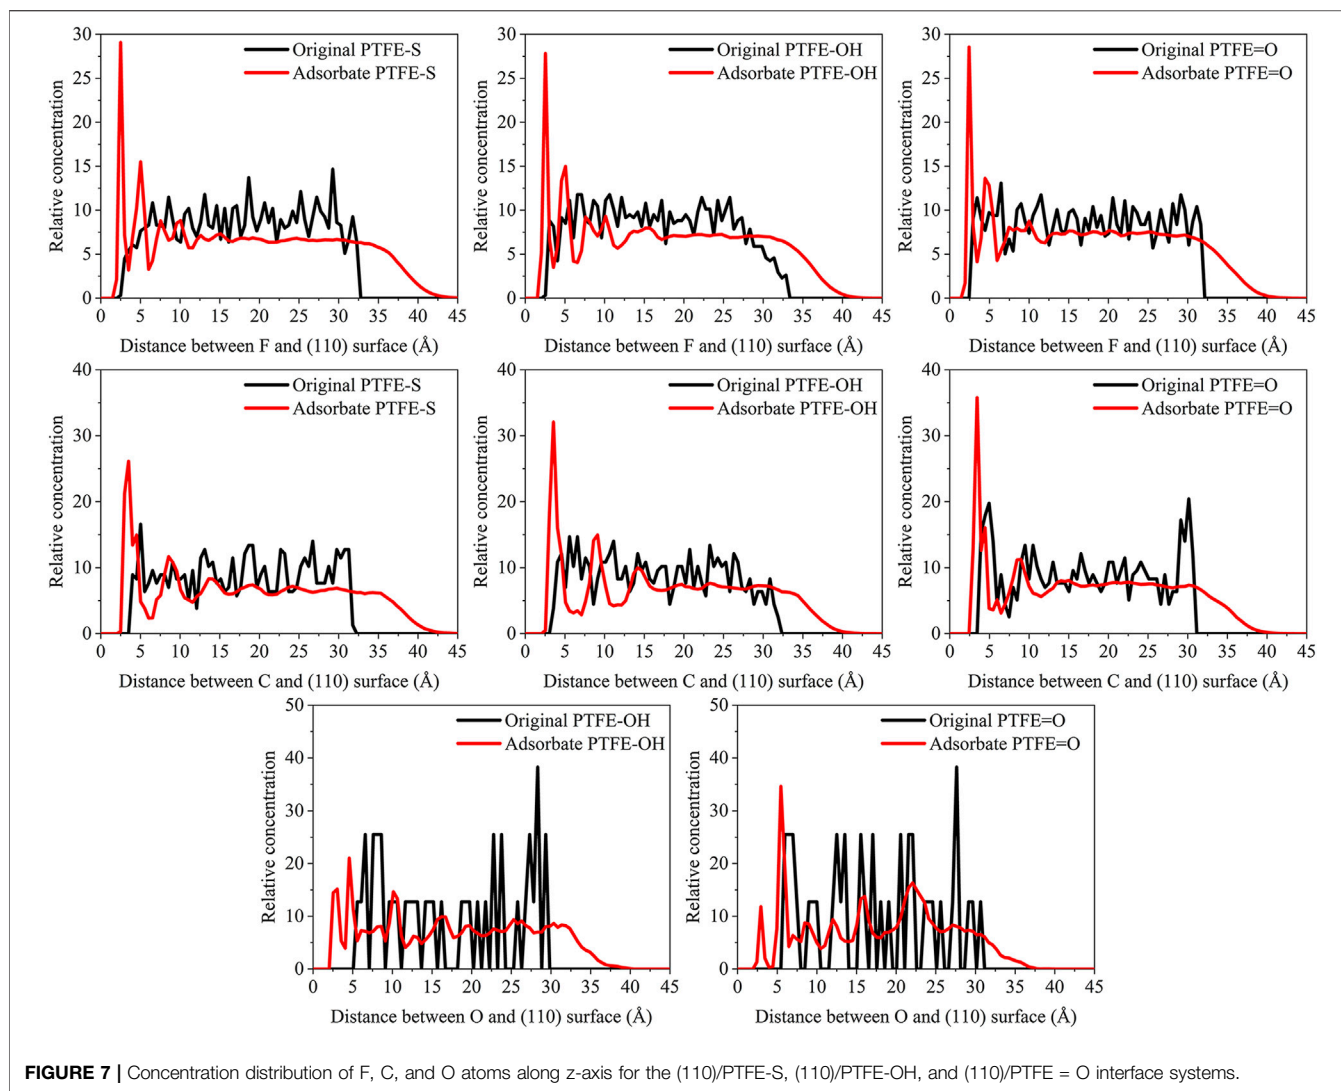 Original PTFE-S
Adsorbate PTFE-S
Relative concentration
30
25
20
15
10
5
0
0 5 10 15 20 25 30 35 40 45
Distance between F and (110) surface (Å)
Original PTFE-OH
Adsorbate PTFE-OH
Relative concentration
30
25
20
15
10
5
0
0 5 10 15 20 25 30 35 40 45
Distance between F and (110) surface (Å)
Original PTFE=O
Adsorbate PTFE=O
Relative concentration
30
25
20
15
10
5
0
0 5 10 15 20 25 30 35 40 45
Distance between F and (110) surface (Å)
Original PTFE-S
Adsorbate PTFE-S
Relative concentration
40
30
20
10
0
0 5 10 15 20 25 30 35 40 45
Distance between C and (110) surface (Å)
Original PTFE-OH
Adsorbate PTFE-OH
Relative concentration
40
30
20
10
0
0 5 10 15 20 25 30 35 40 45
Distance between C and (110) surface (Å)
Original PTFE=O
Adsorbate PTFE=O
Relative concentration
40
30
20
10
0
0 5 10 15 20 25 30 35 40 45
Distance between C and (110) surface (Å)
Original PTFE-OH
Adsorbate PTFE-OH
Relative concentration
50
40
30
20
10
0
0 5 10 15 20 25 30 35 40 45
Distance between O and (110) surface (Å)
Original PTFE=O
Adsorbate PTFE=O
Relative concentration
50
40
30
20
10
0
0 5 10 15 20 25 30 35 40 45
Distance between O and (110) surface (Å)
FIGURE 7 | Concentration distribution of F, C, and O atoms along z-axis for the (110)/PTFE-S, (110)/PTFE-OH, and (110)/PTFE = O interface systems.